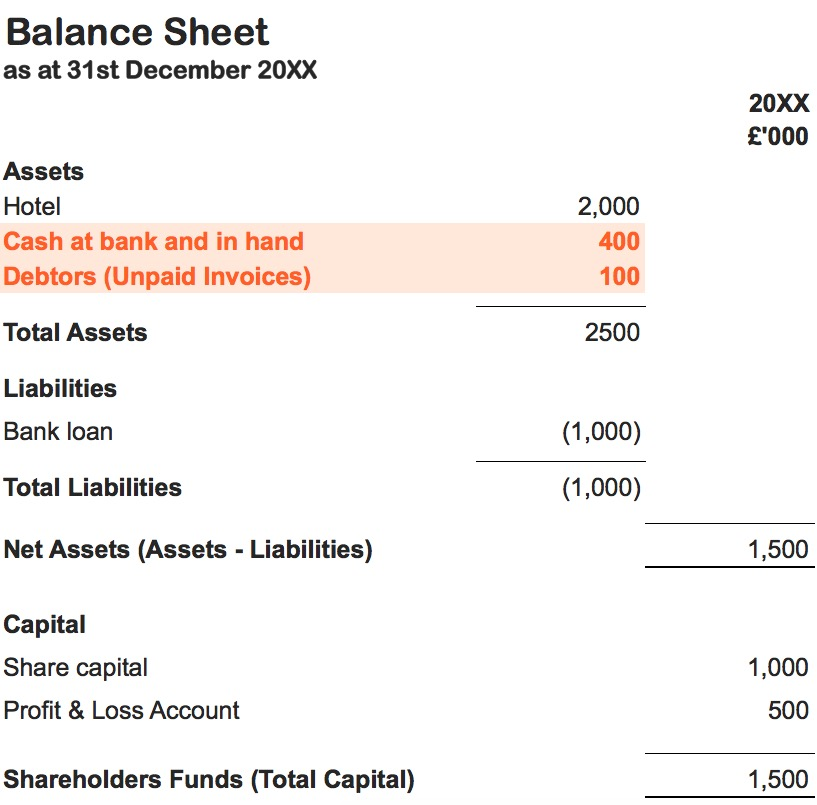 Balance Sheet
as at 31st December 20XX
20XX
£'000
Assets
Hotel 2,000
Cash at bank and in hand 400
Debtors (Unpaid Invoices) 100
Total Assets 2500
Liabilities
Bank loan (1,000)
Total Liabilities (1,000)
Net Assets (Assets - Liabilities) 1,500
Capital
Share capital 1,000
Profit & Loss Account 500
Shareholders Funds (Total Capital) 1,500